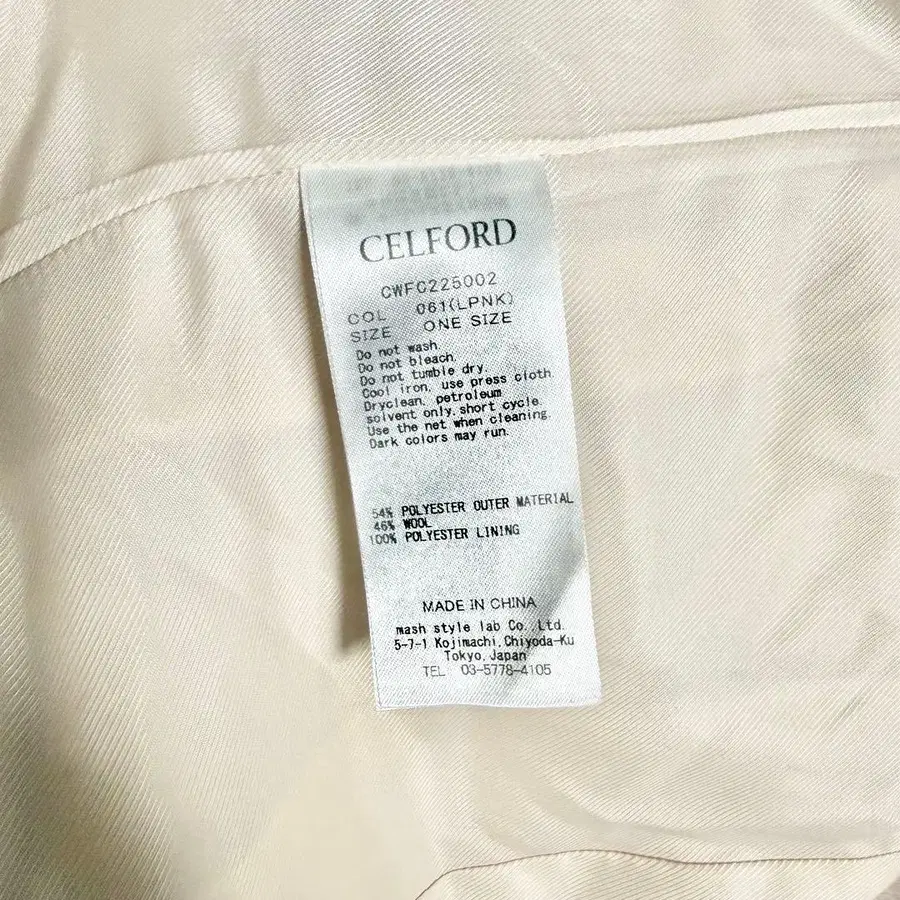 CELFORD
CWFC225002
COL 061(LPNK)
SIZE ONE SIZE
Do not wash.
Do not bleach.
Do not tumble dry.
Cool iron, use press cloth.
Dryclean, petroleum
solvent only, short cycle.
Use the net when cleaning.
Dark colors may run.
54% POLYESTER OUTER MATERIAL
46% WOOL
100% POLYESTER LINING
MADE IN CHINA
mash style lab Co., Ltd.
5-7-1 Kojimachi, Chiyoda-Ku
Tokyo, Japan
TEL 03-5778-4105